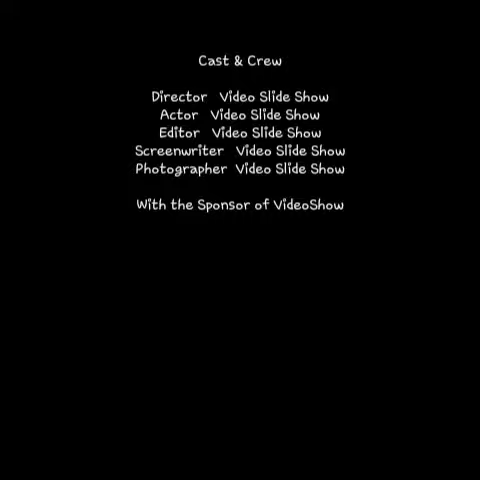 Cast & Crew
Director Video Slide Show
Actor Video Slide Show
Editor Video Slide Show
Screenwriter Video Slide Show
Photographer Video Slide Show
With the Sponsor of VideoShow